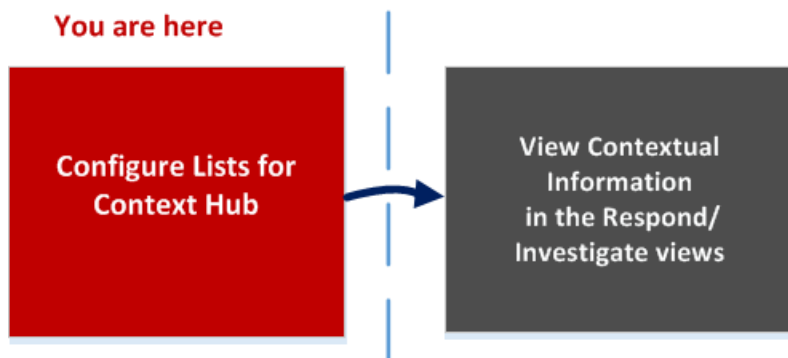 You are here
Configure Lists for
Context Hub
View Contextual
Information
in the Respond/
Investigate views